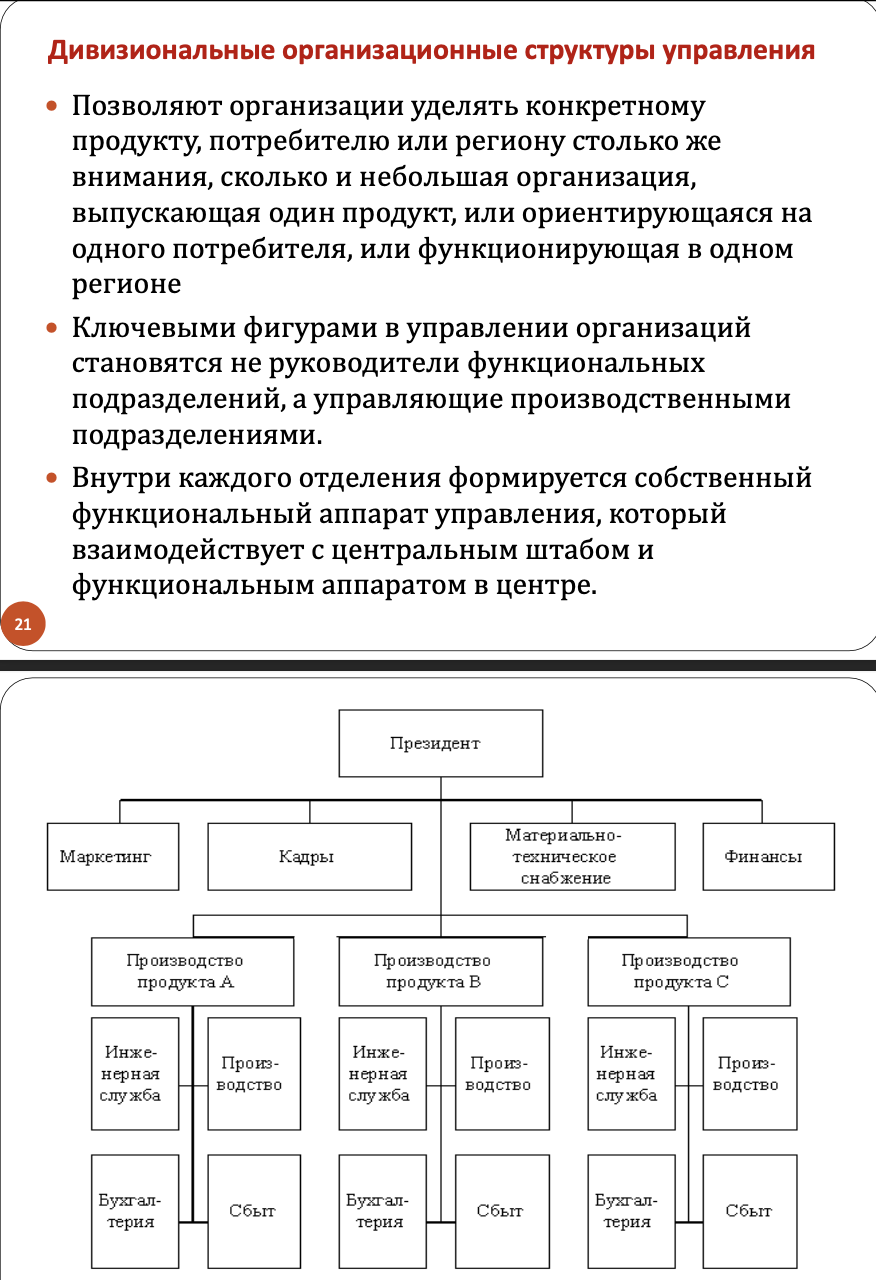 Дивизиональные организационные структуры управления
• Позволяют организации уделять конкретному
продукту, потребителю или региону столько же
внимания, сколько и небольшая организация,
выпускающая один продукт, или ориентирующаяся на
одного потребителя, или функционирующая в одном
регионе
• Ключевыми фигурами в управлении организаций
становятся не руководители функциональных
подразделений, а управляющие производственными
подразделениями.
• Внутри каждого отделения формируется собственный
функциональный аппарат управления, который
взаимодействует с центральным штабом и
функциональным аппаратом в центре.
21
Президент
Маркетинг
Кадры
Материально-
техническое
снабжение
Финансы
Производство
продукта А
Производство
продукта В
Производство
продукта С
Инже-
нерная
служба
Произ-
водство
Инже-
нерная
служба
Произ-
водство
Инже-
нерная
служба
Произ-
водство
Бухгал-
терия
Сбыт
Бухгал-
терия
Сбыт
Бухгал-
терия
Сбыт